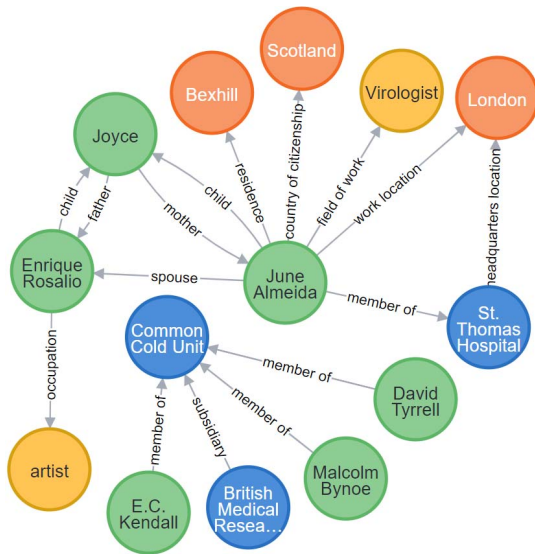 Scotland
Bexhill
Virologist
London
Joyce
residence
country of citizenship
field of work
work location
headquarters location
child
father
mother
child
Enrique
Rosalio
spouse
June
Almeida
member of
St.
Thomas
Hospital
Common
Cold Unit
occupation
member of
David
Tyrrell
member of
subsidiary
member of
artist
E.C.
Kendall
British
Medical
Resea…
Malcolm
Bynoe